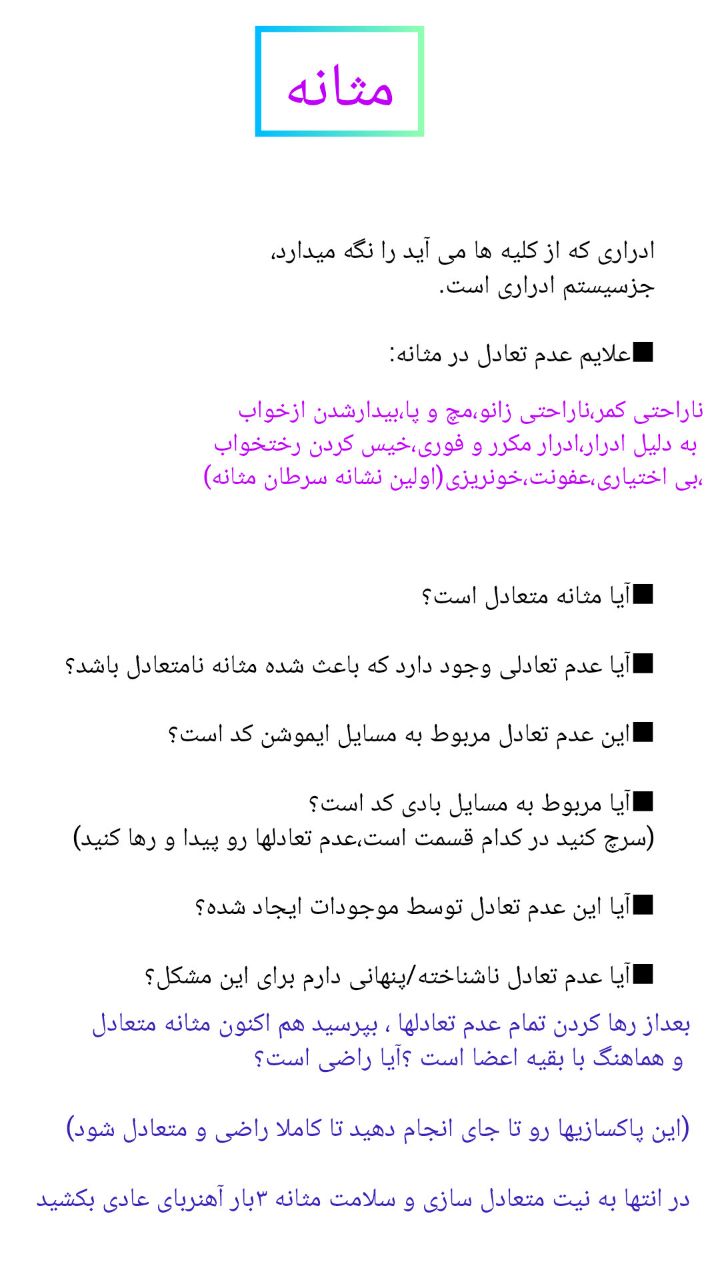 مثانه
ادراری که از کلیه ها می آید را نگه میدارد،
جزسیستم ادراری است.
■علایم عدم تعادل در مثانه:
ناراحتی کمر،ناراحتی زانو،مچ و پا،بیدارشدن ازخواب
به دلیل ادرار،ادرار مکرر و فوری،خیس کردن رختخواب
،بی اختیاری،عفونت،خونریزی(اولین نشانه سرطان مثانه)
■آیا مثانه متعادل است؟
■آیا عدم تعادلی وجود دارد که باعث شده مثانه نامتعادل باشد؟
■این عدم تعادل مربوط به مسایل ایموشن کد است؟
■آیا مربوط به مسایل بادی کد است؟
(سرچ کنید در کدام قسمت است،عدم تعادلها رو پیدا و رها کنید)
■آیا این عدم تعادل توسط موجودات ایجاد شده؟
■آیا عدم تعادل ناشناخته/پنهانی دارم برای این مشکل؟
بعداز رها کردن تمام عدم تعادلها ، بپرسید هم اکنون مثانه متعادل
و هماهنگ با بقیه اعضا است ؟آیا راضی است؟
(این پاکسازیها رو تا جای انجام دهید تا کاملا راضی و متعادل شود)
در انتها به نیت متعادل سازی و سلامت مثانه ۳بار آهنربای عادی بکشید